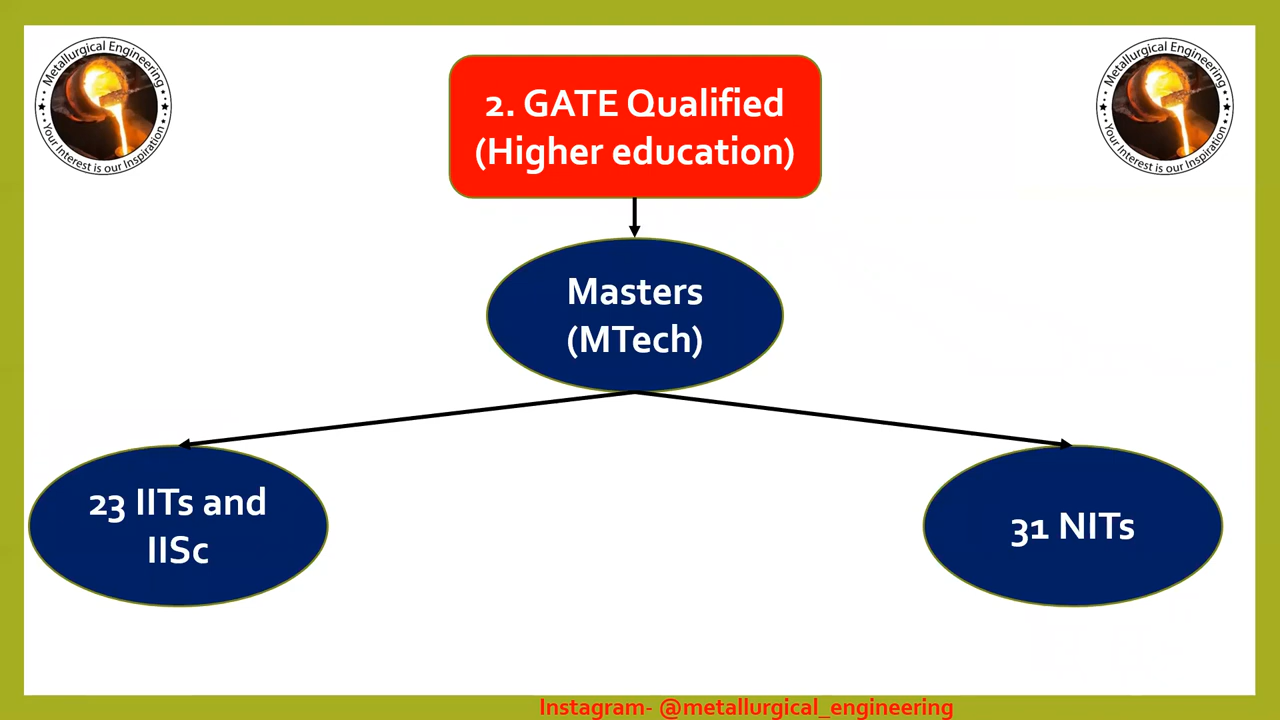 Metallurgical Engineering
Your Interest is our Inspiration
Metallurgical Engineering
Your Interest is our Inspiration
2. GATE Qualified
(Higher education)
Masters
(MTech)
23 IITs and
IISc
31 NITs
Instagram- @metallurgical_engineering